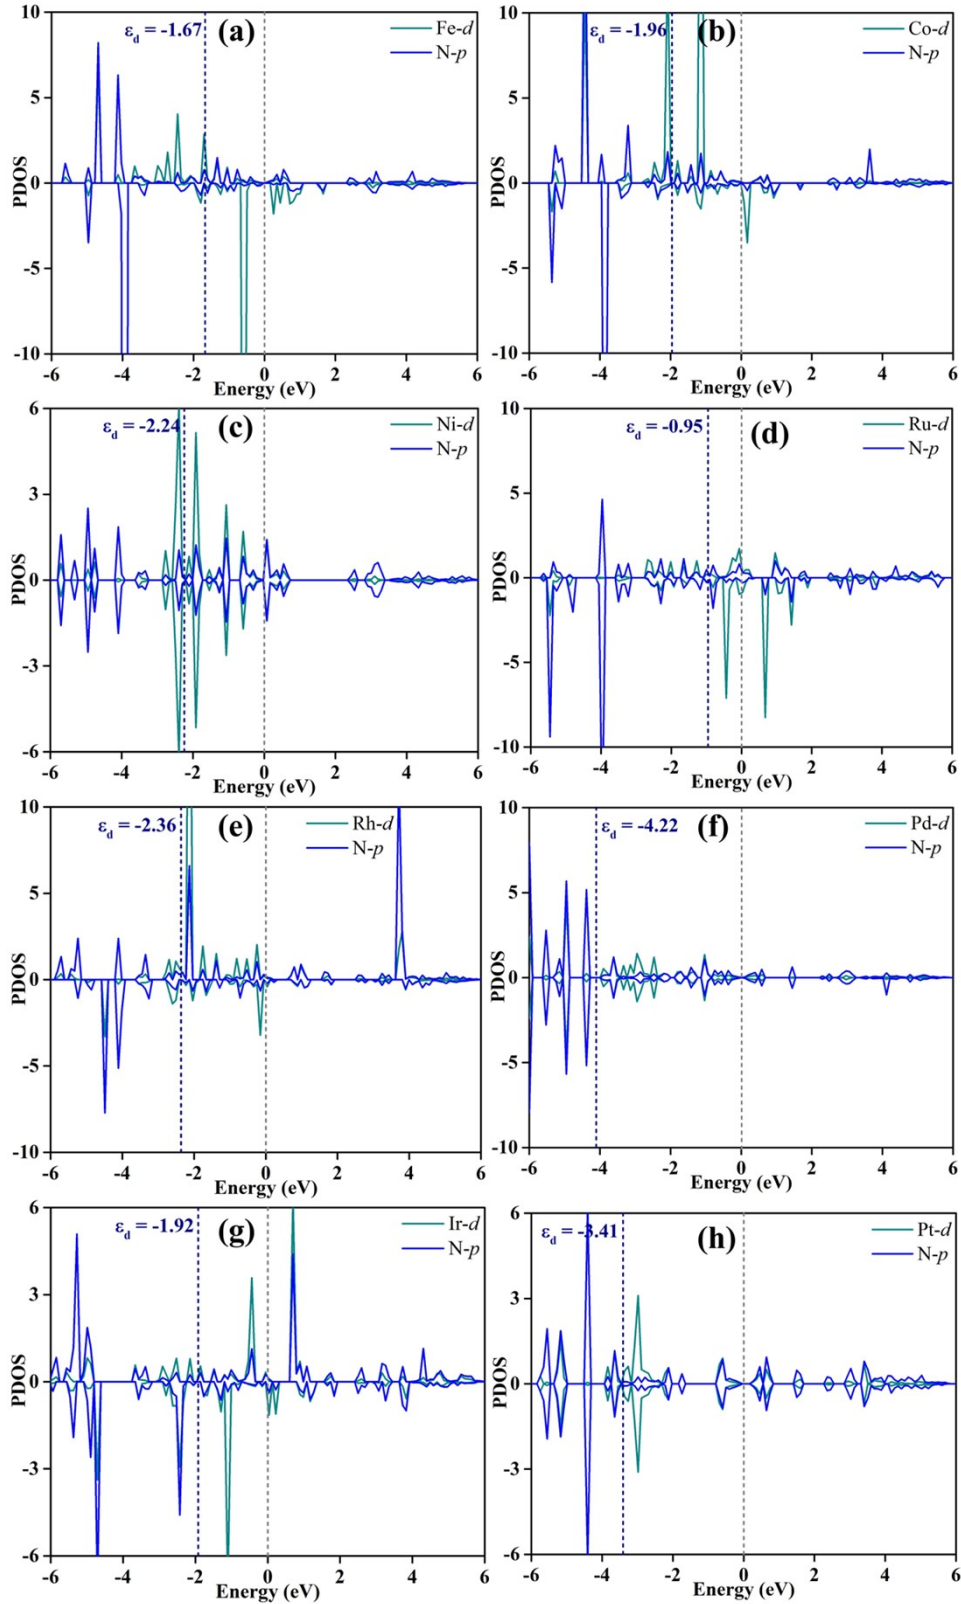 (a)
ε_d = -1.67
Fe-d
N-p
10
5
0
-5
-10
PDOS
-6 -4 -2 0 2 4 6
Energy (eV)
(b)
ε_d = -1.96
Co-d
N-p
10
5
0
-5
-10
PDOS
-6 -4 -2 0 2 4 6
Energy (eV)
(c)
ε_d = -2.24
Ni-d
N-p
6
3
0
-3
-6
PDOS
-6 -4 -2 0 2 4 6
Energy (eV)
(d)
ε_d = -0.95
Ru-d
N-p
10
5
0
-5
-10
PDOS
-6 -4 -2 0 2 4 6
Energy (eV)
(e)
ε_d = -2.36
Rh-d
N-p
10
5
0
-5
-10
PDOS
-6 -4 -2 0 2 4 6
Energy (eV)
(f)
ε_d = -4.22
Pd-d
N-p
10
5
0
-5
-10
PDOS
-6 -4 -2 0 2 4 6
Energy (eV)
(g)
ε_d = -1.92
Ir-d
N-p
6
3
0
-3
-6
PDOS
-6 -4 -2 0 2 4 6
Energy (eV)
(h)
ε_d = -3.41
Pt-d
N-p
6
3
0
-3
-6
PDOS
-6 -4 -2 0 2 4 6
Energy (eV)